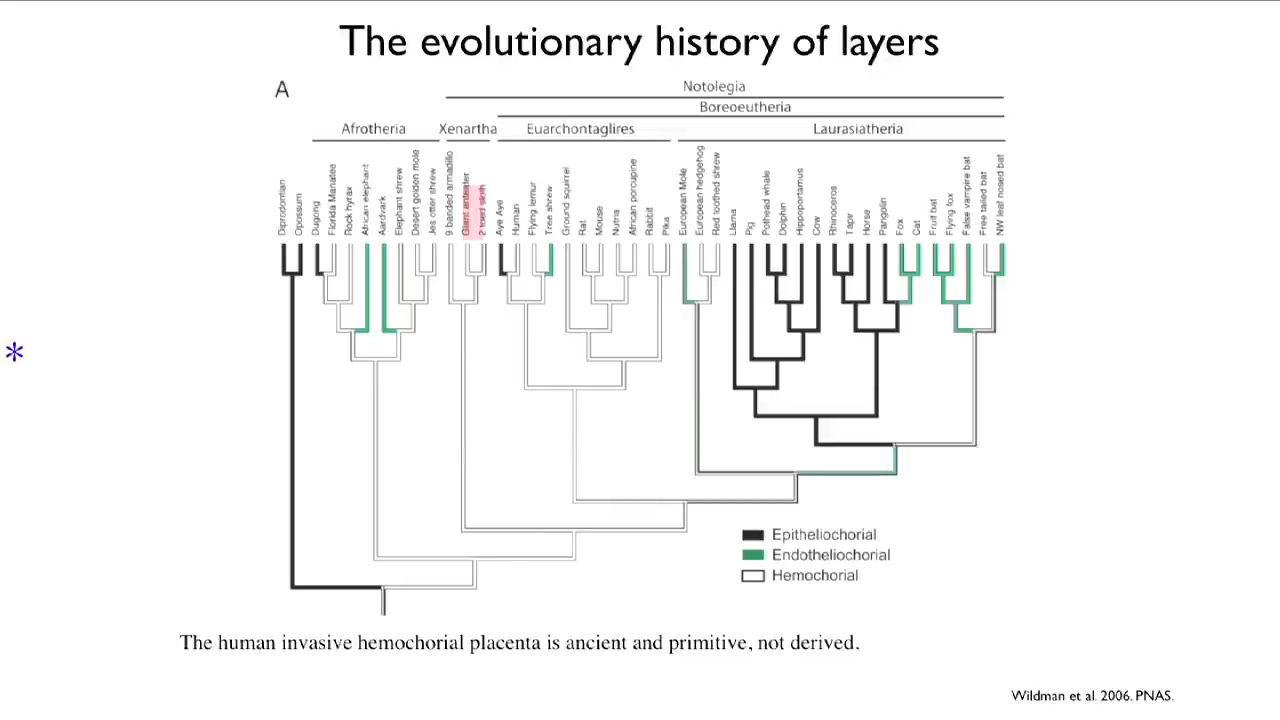 The evolutionary history of layers
A
Notolegia
Boreoeutheria
Afrotheria
Xenartha
Euarchontaglires
Laurasiatheria
Diprodontian
Opossum
Dugong
Florida Manatee
Rock hyrax
African elephant
Aardvark
Elephant shrew
Desert golden mole
9 banded armadillo
Giant anteater
2 toed sloth
Aye Aye
Human
Flying lemur
Tree shrew
Ground squirrel
Rat
Mouse
Nutria
African porcupine
Rabbit
Pika
European Mole
European hedgehog
Red toothed shrew
Llama
Pig
Pothead whale
Dolphin
Hippoportamus
Cow
Rhinoceros
Tapir
Horse
Pangolin
Fox
Cat
Fruit bat
Flying fox
False vampire bat
Free tailed bat
NW leaf nosed bat
*
Epitheliochorial
Endotheliochorial
Hemochorial
The human invasive hemochorial placenta is ancient and primitive, not derived.
Wildman et al. 2006. PNAS.